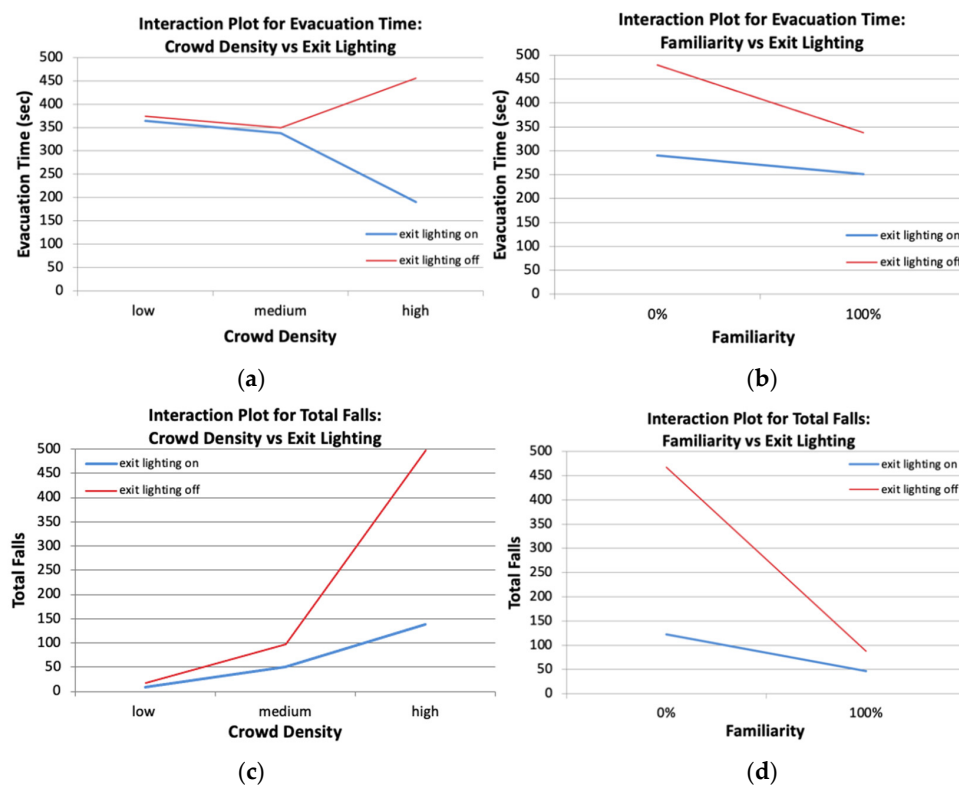 Interaction Plot for Evacuation Time:
Crowd Density vs Exit Lighting
500
450
400
350
300
250
200
150
100
50
0
Evacuation Time (sec)
exit lighting on
exit lighting off
low medium high
Crowd Density
(a)
Interaction Plot for Evacuation Time:
Familiarity vs Exit Lighting
500
450
400
350
300
250
200
150
100
50
0
Evacuation Time (sec)
exit lighting on
exit lighting off
0% 100%
Familiarity
(b)
Interaction Plot for Total Falls:
Crowd Density vs Exit Lighting
500
450
400
350
300
250
200
150
100
50
0
Total Falls
exit lighting on
exit lighting off
low medium high
Crowd Density
(c)
Interaction Plot for Total Falls:
Familiarity vs Exit Lighting
500
450
400
350
300
250
200
150
100
50
0
Total Falls
exit lighting on
exit lighting off
0% 100%
Familiarity
(d)